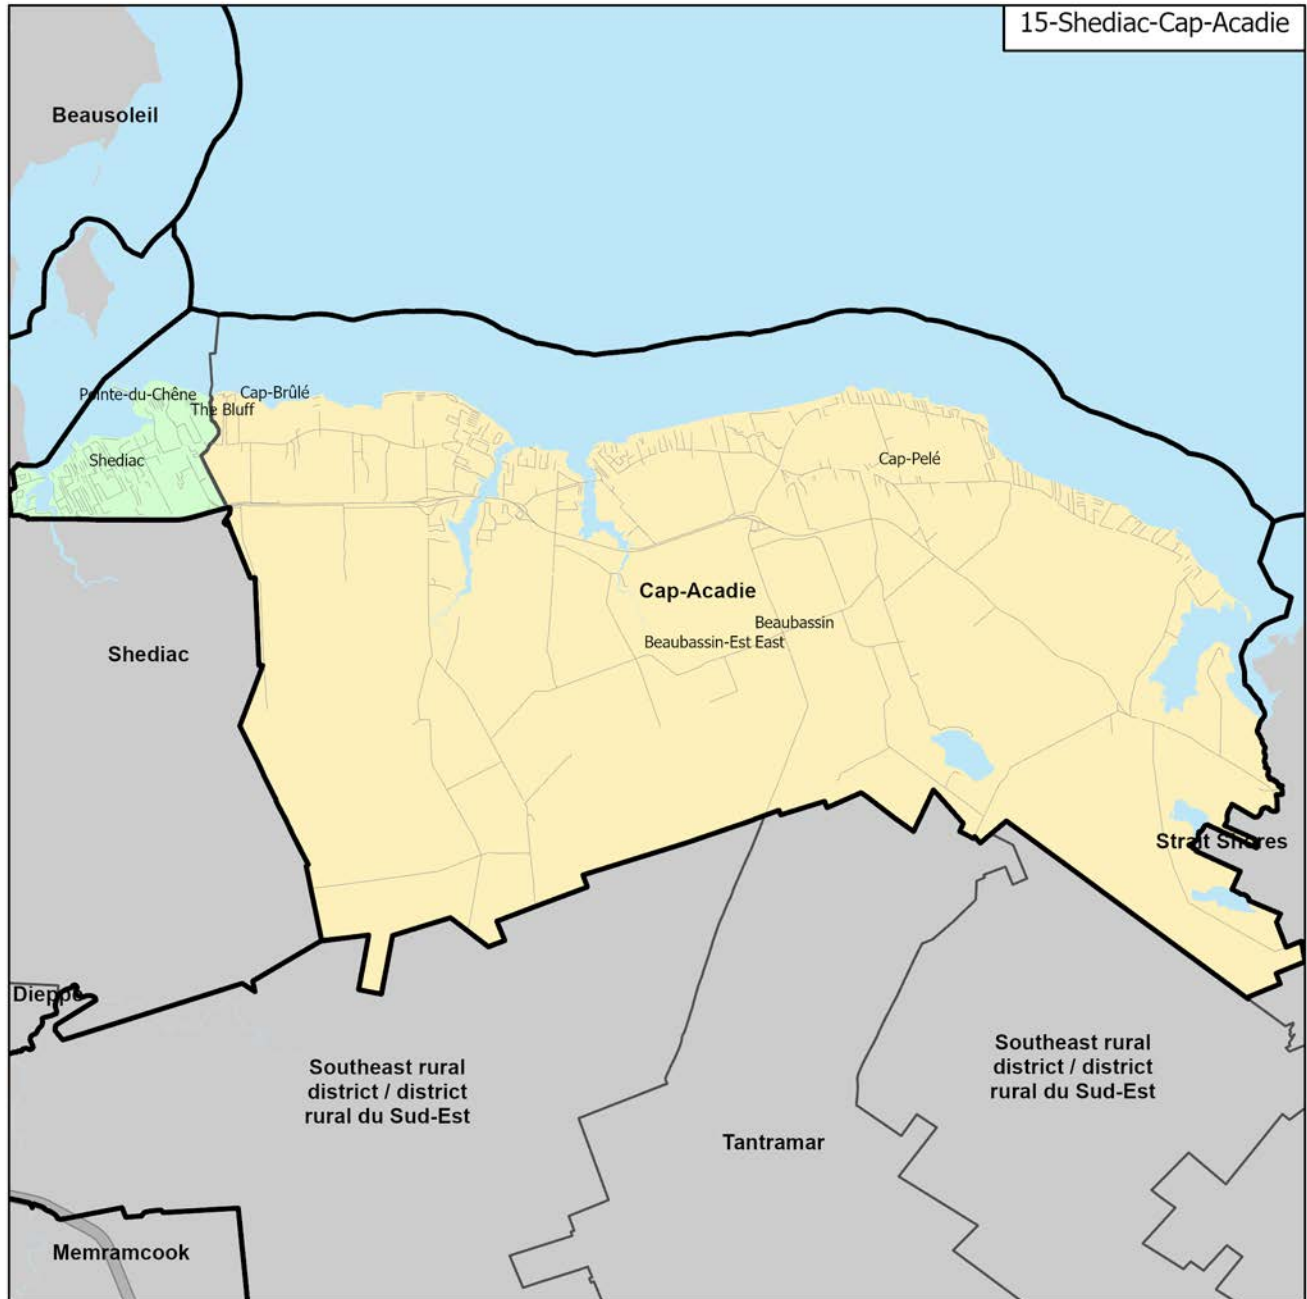 15-Shediac-Cap-Acadie
Beausoleil
Pointe-du-Chêne
Cap-Brûlé
The Bluff
Shediac
Cap-Pelé
Cap-Acadie
Beaubassin
Beaubassin-Est East
Shediac
Strait Shores
Dieppe
Southeast rural
district / district
rural du Sud-Est
Southeast rural
district / district
rural du Sud-Est
Tantramar
Memramcook